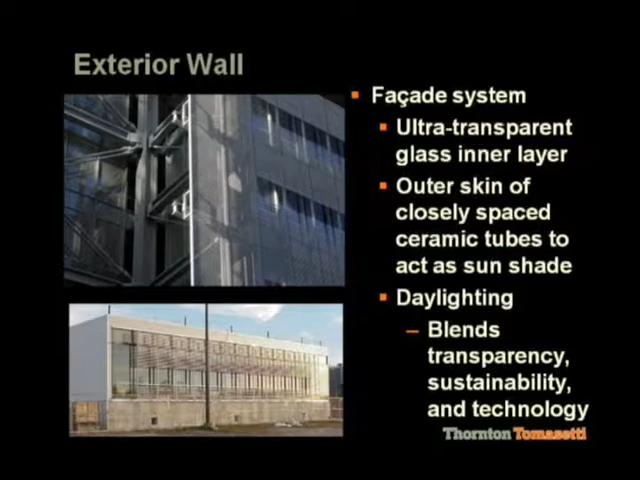 Exterior Wall
Façade system
Ultra-transparent
glass inner layer
Outer skin of
closely spaced
ceramic tubes to
act as sun shade
Daylighting
– Blends
transparency,
sustainability,
and technology
Thornton Tomasetti